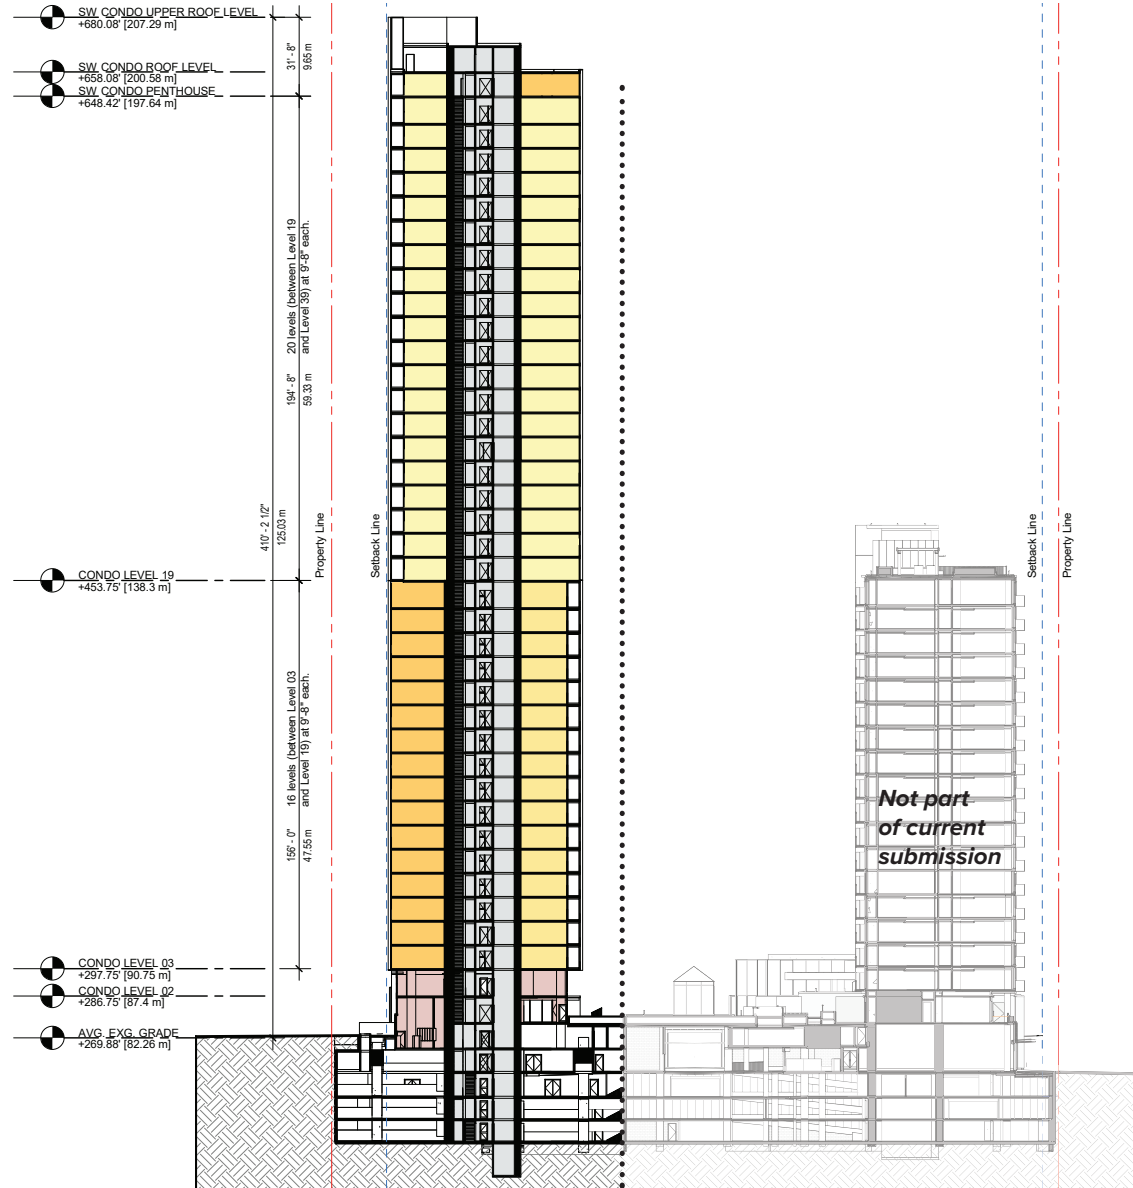 SW CONDO UPPER ROOF LEVEL
+680.08' [207.29 m]
SW CONDO ROOF LEVEL
+658.08' [200.58 m]
SW CONDO PENTHOUSE
+648.42' [197.64 m]
31' - 8"
9.65 m
20 levels (between Level 19
and Level 39) at 9'-8" each.
194' - 8"
59.33 m
410' - 2 1/2"
125.03 m
Property Line
Setback Line
Setback Line
Property Line
CONDO LEVEL 19
+453.75' [138.3 m]
16 levels (between Level 03
and Level 19) at 9'-8" each.
156' - 0"
47.55 m
Not part
of current
submission
CONDO LEVEL 03
+297.75' [90.75 m]
CONDO LEVEL 02
+286.75' [87.4 m]
AVG. EXG. GRADE
+269.88' [82.26 m]